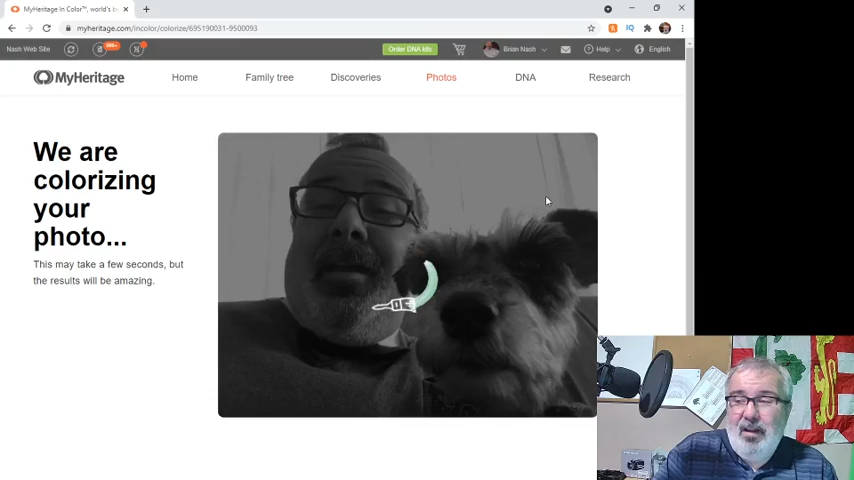 MyHeritage In Color™, world's b
myheritage.com/incolor/colorize/695190031-9500093
Nash Web Site
Order DNA kits
Brian Nash
Help
English
MyHeritage
Home
Family tree
Discoveries
Photos
DNA
Research
We are
colorizing
your
photo...
This may take a few seconds, but
the results will be amazing.